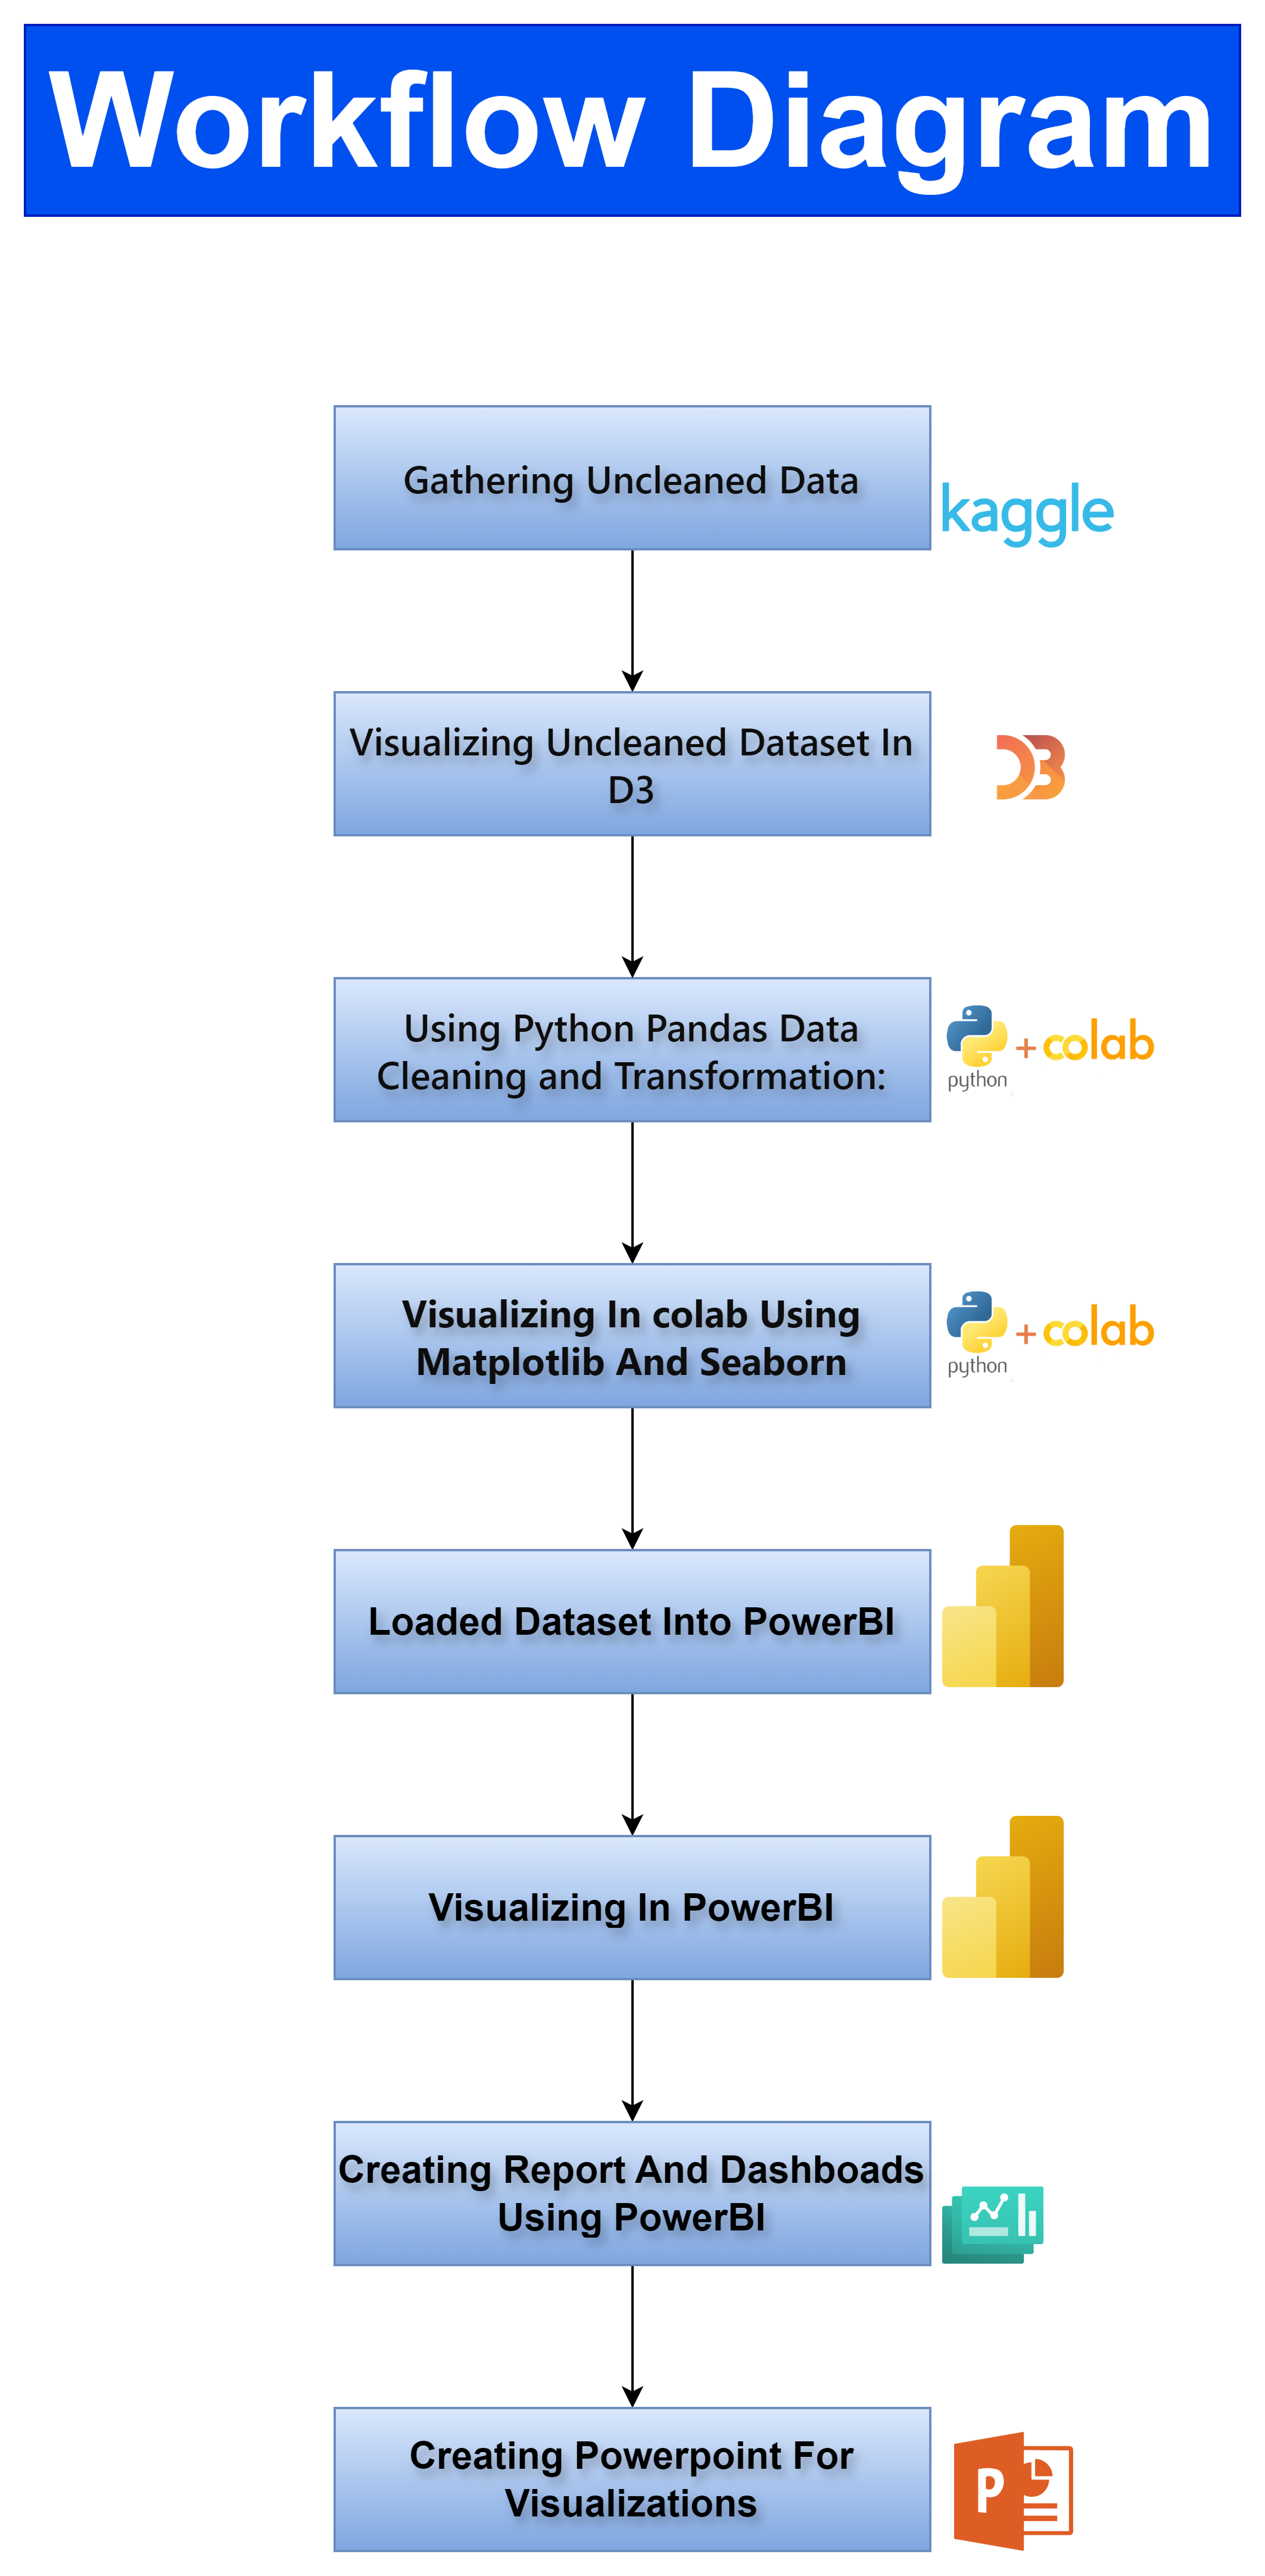 Workflow Diagram
Gathering Uncleaned Data
kaggle
Visualizing Uncleaned Dataset In
D3
D3
Using Python Pandas Data
Cleaning and Transformation:
python
+ colab
Visualizing In colab Using
Matplotlib And Seaborn
python
+ colab
Loaded Dataset Into PowerBI
Visualizing In PowerBI
Creating Report And Dashboads
Using PowerBI
Creating Powerpoint For
Visualizations
P